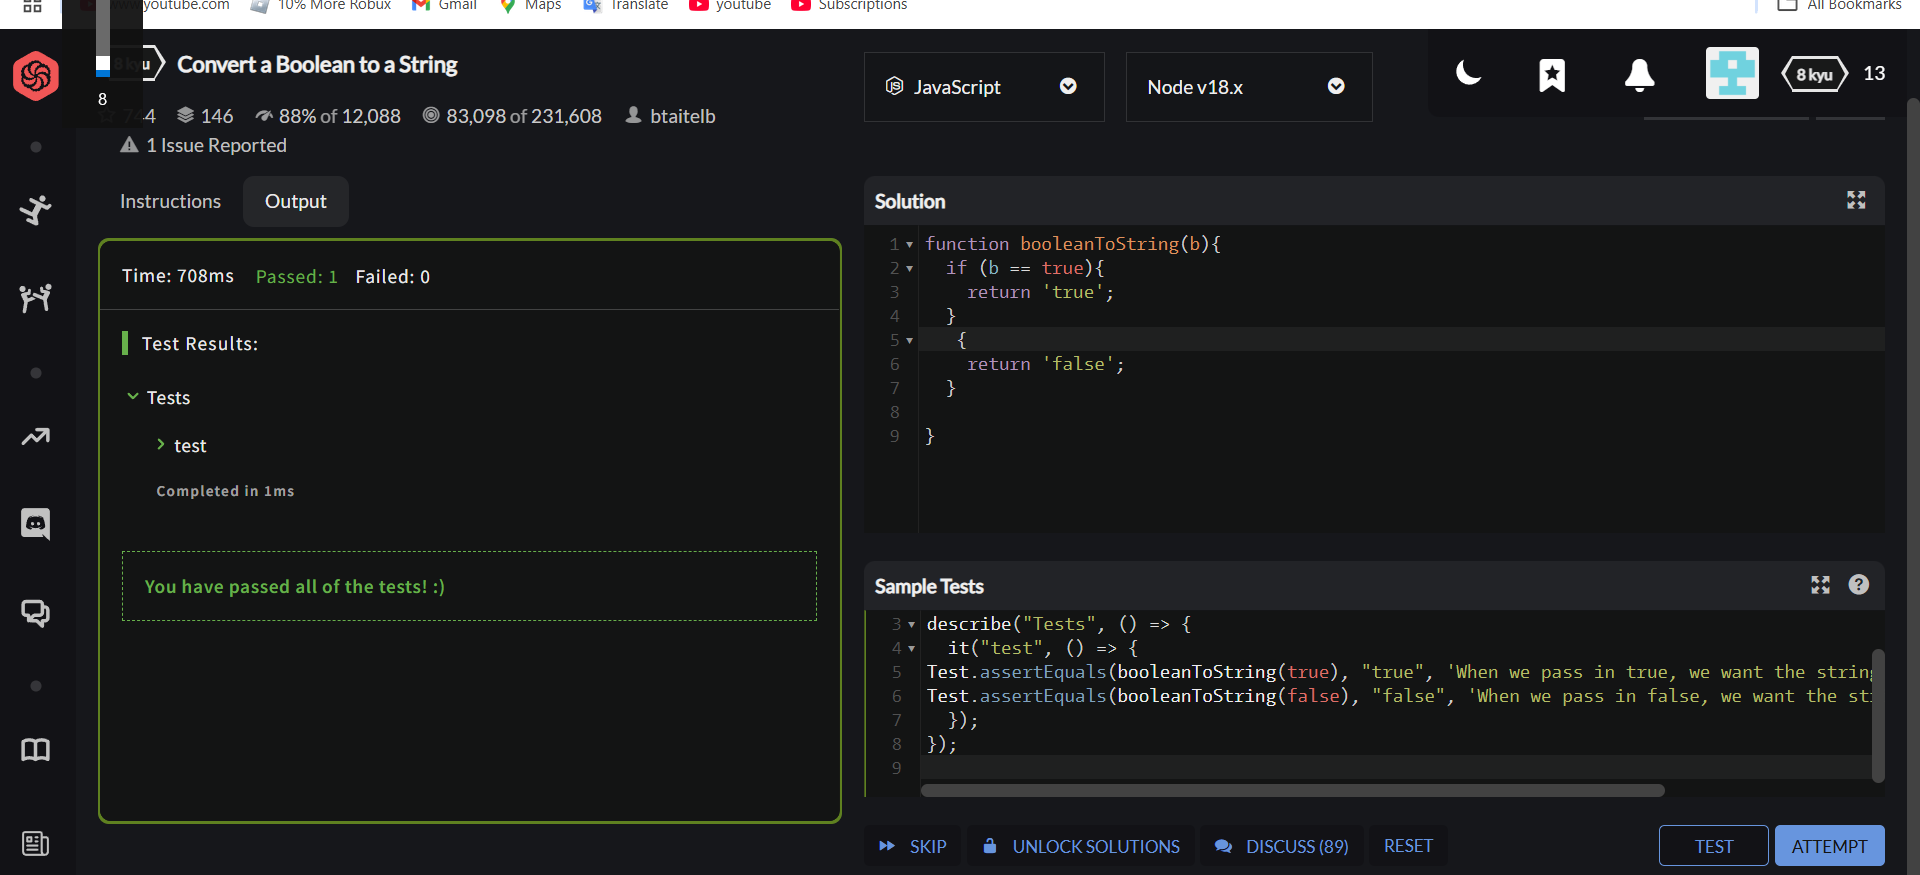 www.youtube.com
10% More Robux
Gmail
Maps
Translate
youtube
Subscriptions
All Bookmarks
8
8 kyu
Convert a Boolean to a String
744
146
88% of 12,088
83,098 of 231,608
btaitelb
1 Issue Reported
JavaScript
Node v18.x
8 kyu
13
Instructions
Output
Time: 708ms Passed: 1 Failed: 0
Test Results:
Tests
test
Completed in 1ms
You have passed all of the tests! :)
Solution
1 function booleanToString(b){
2 if (b == true){
3 return 'true';
4 }
5 {
6 return 'false';
7 }
8
9 }
Sample Tests
3 describe("Tests", () => {
4 it("test", () => {
5 Test.assertEquals(booleanToString(true), "true", 'When we pass in true, we want the string
6 Test.assertEquals(booleanToString(false), "false", 'When we pass in false, we want the st
7 });
8 });
9
SKIP
UNLOCK SOLUTIONS
DISCUSS (89)
RESET
TEST
ATTEMPT